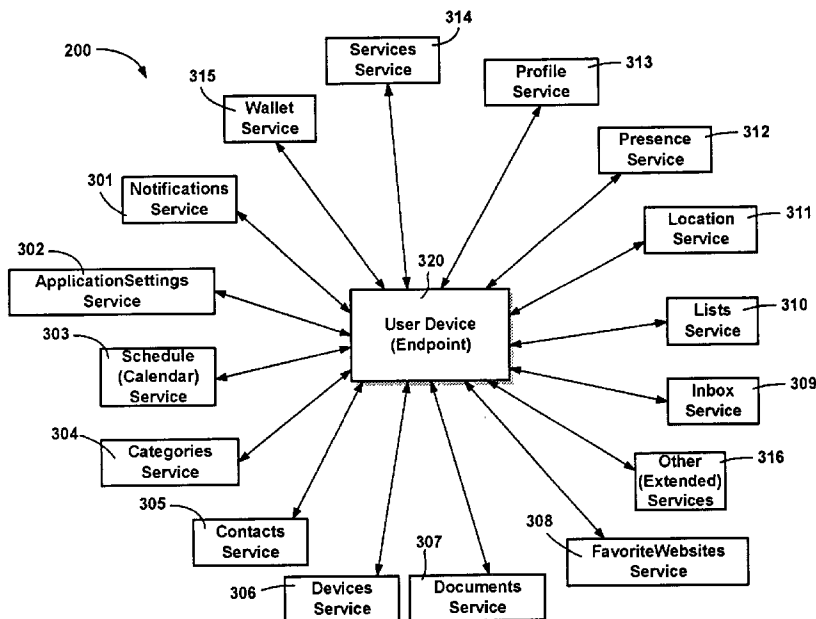 200
Services
Service
314
Profile
Service
313
315
Wallet
Service
Presence
Service
312
301
Notifications
Service
Location
Service
311
302
ApplicationSettings
Service
320
User Device
(Endpoint)
Lists
Service
310
303
Schedule
(Calendar)
Service
Inbox
Service
309
304
Categories
Service
Other
(Extended)
Services
316
305
Contacts
Service
308
FavoriteWebsites
Service
306
Devices
Service
307
Documents
Service